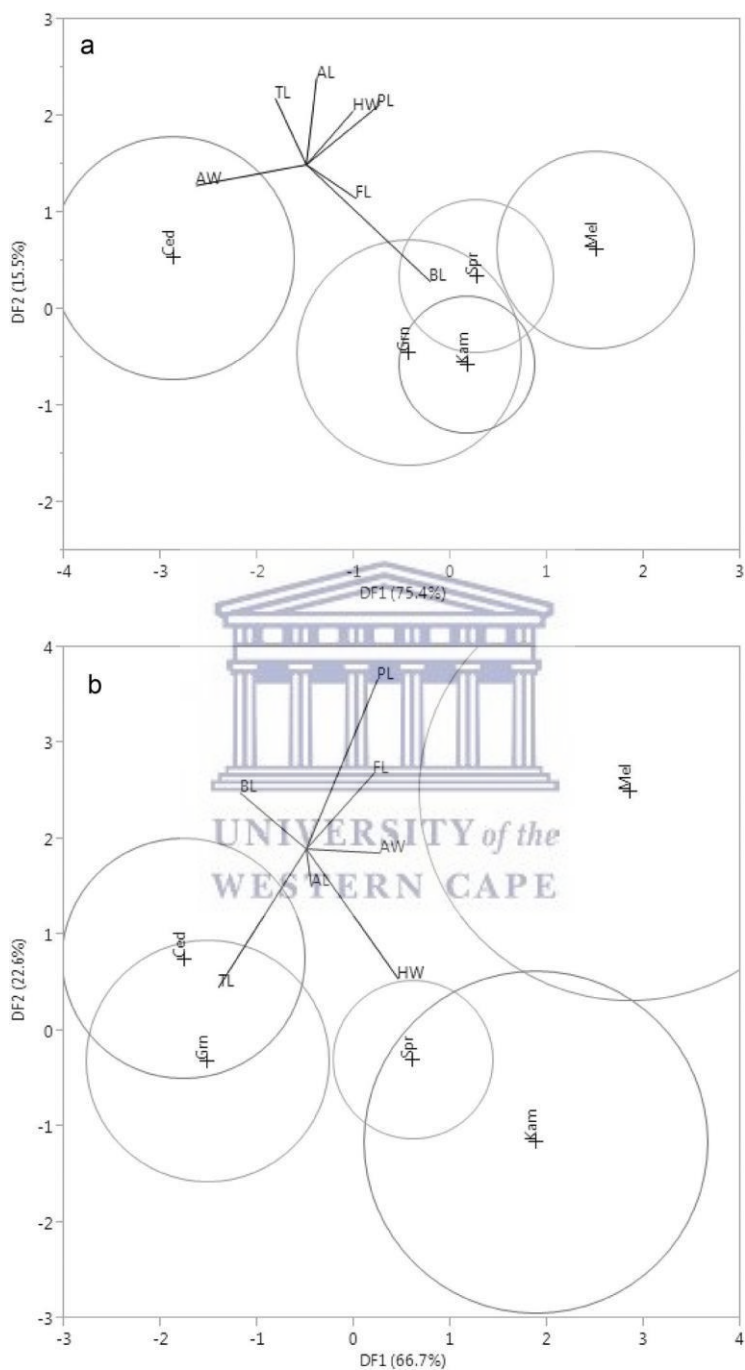 3
a
AL
TL
HW
PL
2
AW
FL
1
Ced
Spr
Mel
BL
0
Grn
Kam
-1
-2
DF2 (15.5%)
-4
-3
-2
-1
0
1
2
3
DF1 (75.4%)
4
b
PL
3
FL
BL
Mel
2
UNIVERSITY of the
AW
WESTERN CAPE
AL
1
Ced
TL
HW
0
Grn
Spr
-1
Kam
-2
-3
DF2 (22.6%)
-3
-2
-1
0
1
2
3
4
DF1 (66.7%)